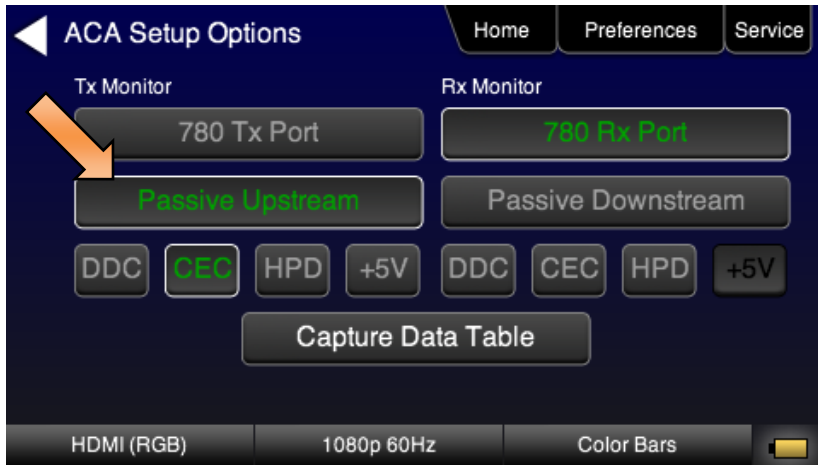 ACA Setup Options Home Preferences Service
Tx Monitor Rx Monitor
780 Tx Port 780 Rx Port
Passive Upstream Passive Downstream
DDC CEC HPD +5V DDC CEC HPD +5V
Capture Data Table
HDMI (RGB) 1080p 60Hz Color Bars